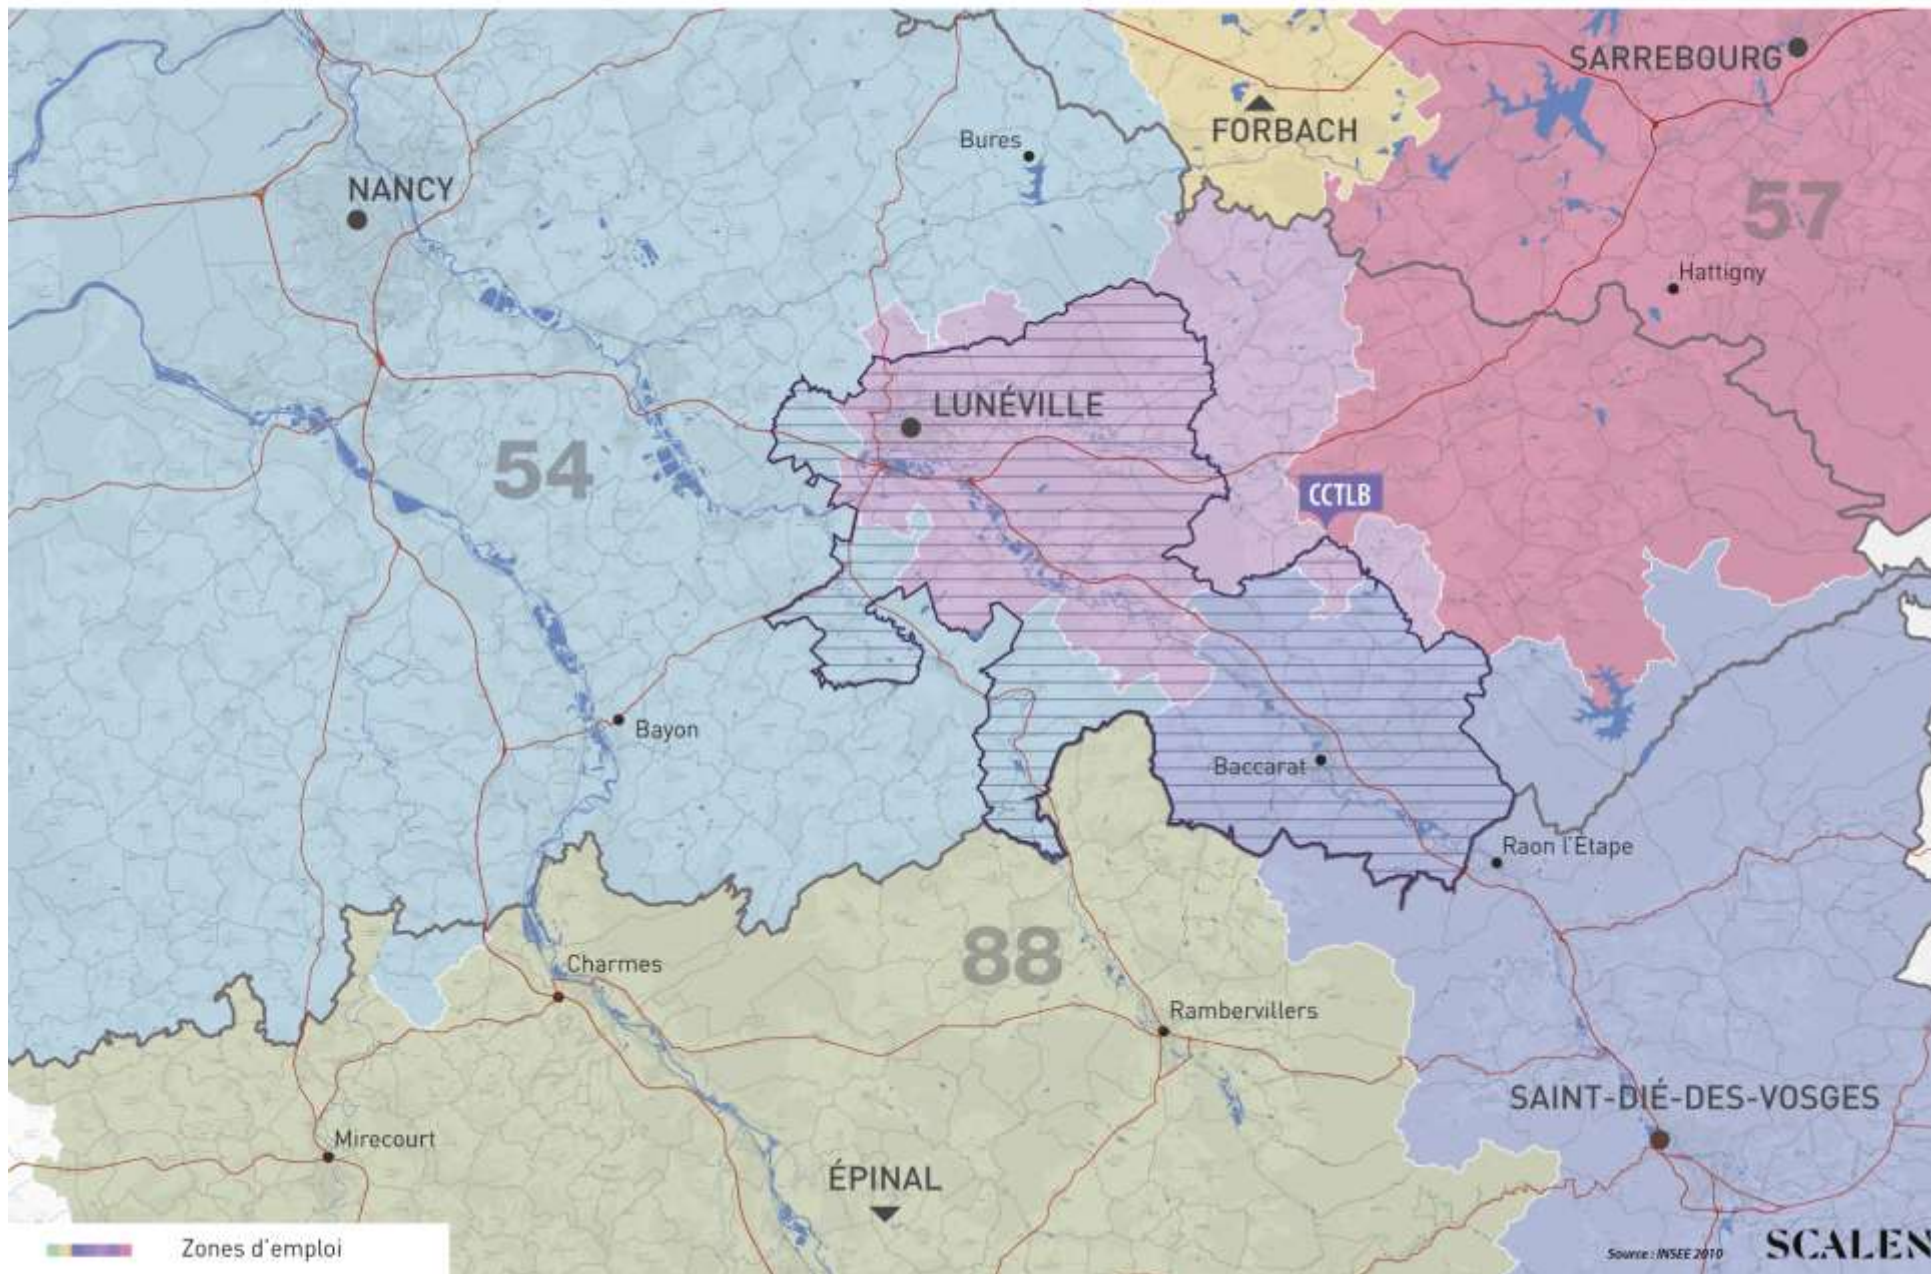 SARREBOURG
FORBACH
Bures
NANCY
57
Hattigny
LUNÉVILLE
54
CCTLB
Bayon
Baccarat
Raon l'Etape
88
Charmes
Rambervillers
SAINT-DIÉ-DES-VOSGES
Mirecourt
ÉPINAL
Zones d'emploi
Source : INSEE 2010
SCALEN